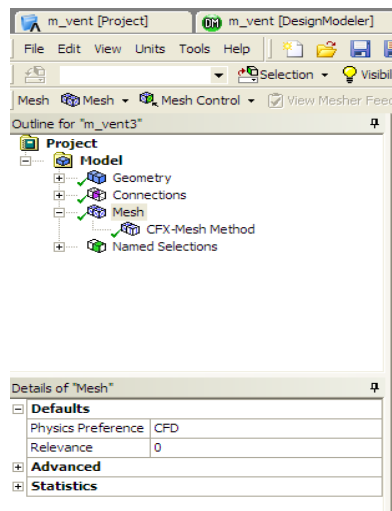 m_vent [Project] DM m_vent [DesignModeler]
File Edit View Units Tools Help
Selection Visibil
Mesh Mesh Mesh Control View Mesher Feed
Outline for "m_vent3"
Project
Model
Geometry
Connections
Mesh
CFX-Mesh Method
Named Selections
Details of "Mesh"
Defaults
Physics Preference CFD
Relevance 0
Advanced
Statistics